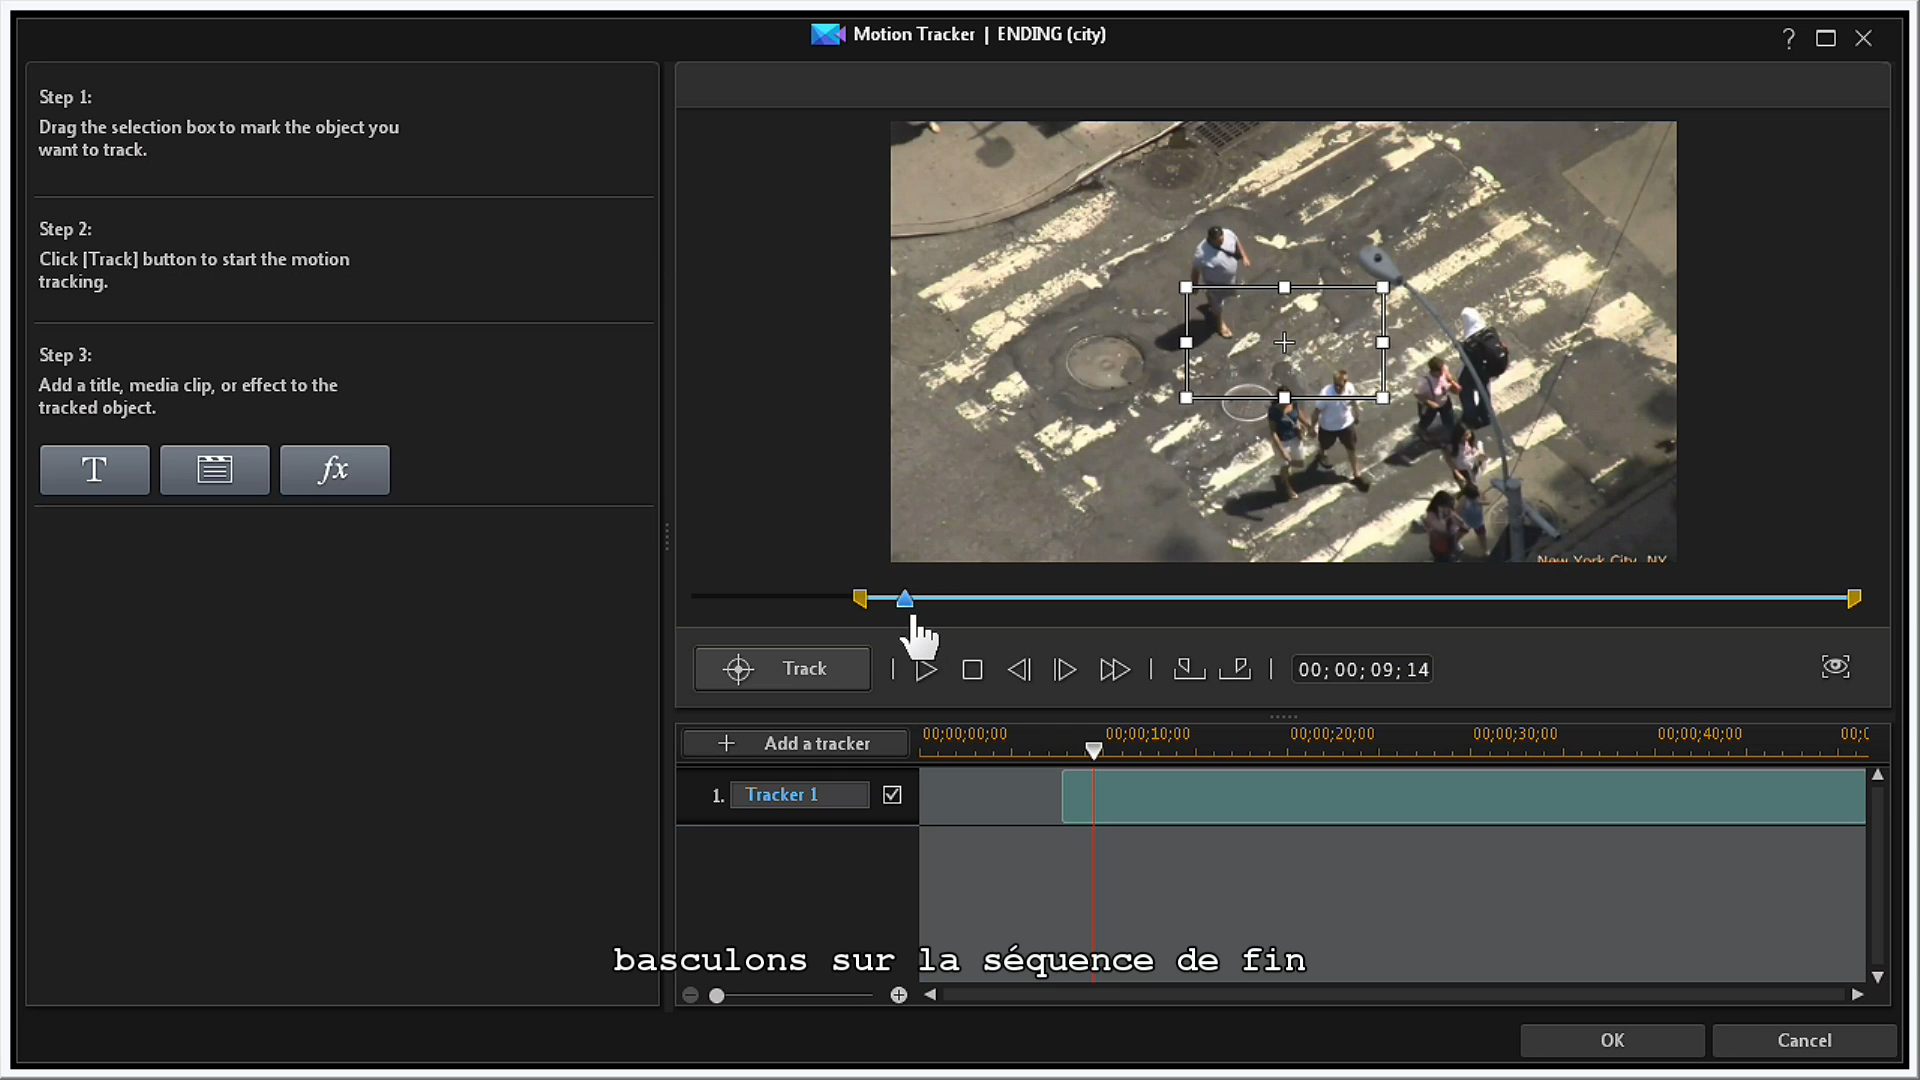 Motion Tracker | ENDING (city)
?
Step 1:
Drag the selection box to mark the object you
want to track.
Step 2:
Click [Track] button to start the motion
tracking.
Step 3:
Add a title, media clip, or effect to the
tracked object.
T
fx
New York City, NY
Track
00; 00; 09; 14
Add a tracker
00;00;00;00
00;00;10;00
00;00;20;00
00;00;30;00
00;00;40;00
1.
Tracker 1
basculons sur la séquence de fin
OK
Cancel